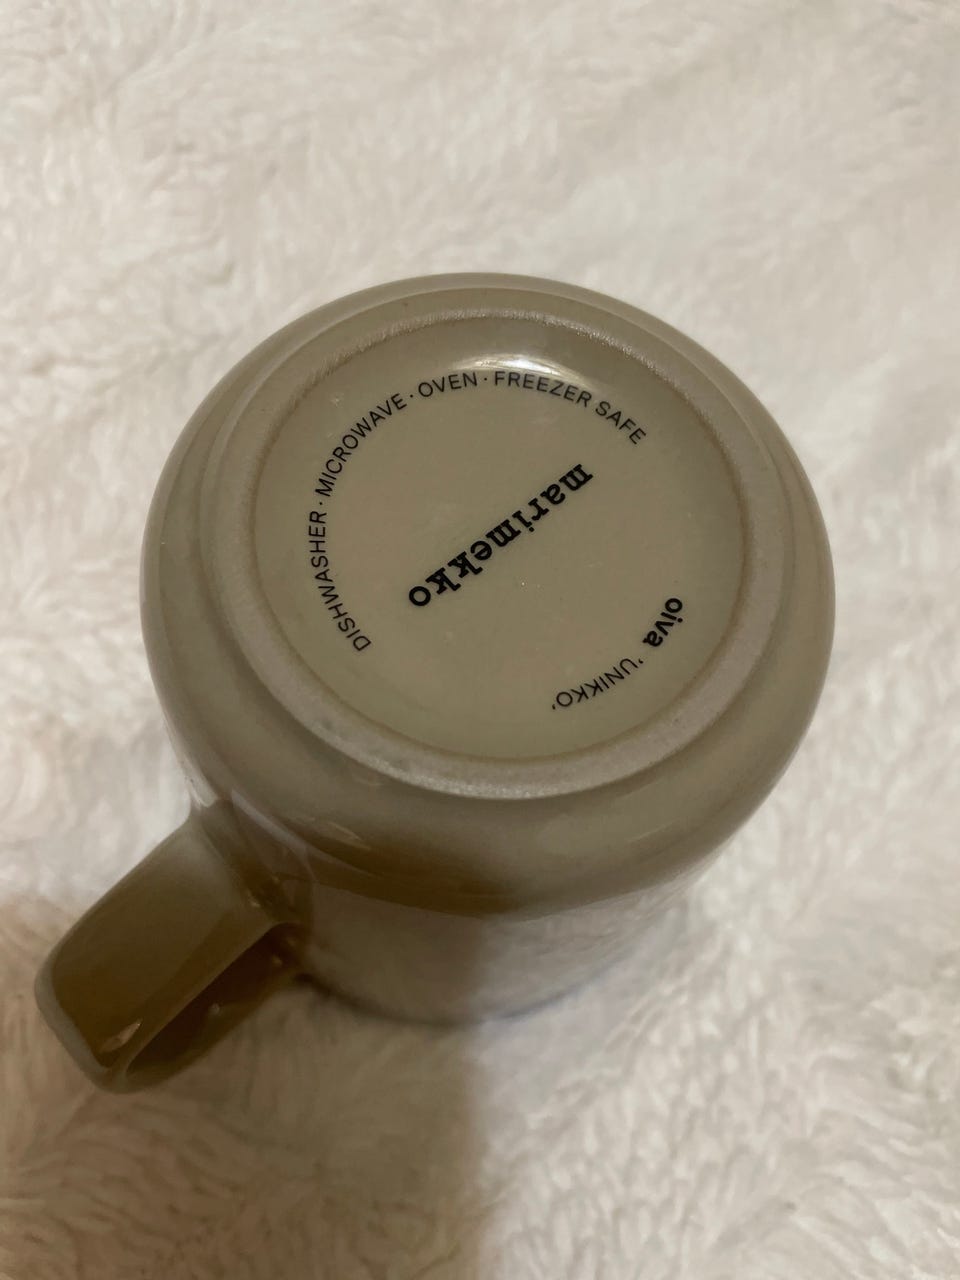 DISHWASHER · MICROWAVE · OVEN · FREEZER SAFE
marimekko
oiva 'UNIKKO'